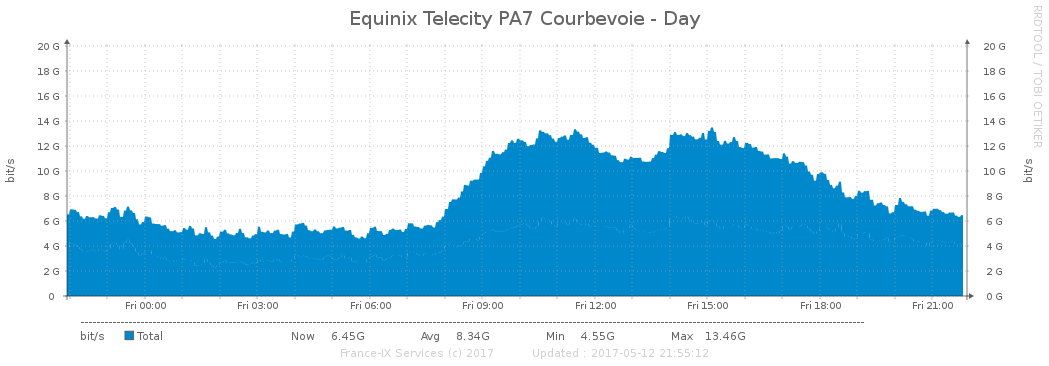 Equinix Telecity PA7 Courbevoie - Day
RRDTOOL / TOBI OETIKER
20 G 20 G
18 G 18 G
16 G 16 G
14 G 14 G
12 G 12 G
10 G 10 G
8 G 8 G
6 G 6 G
4 G 4 G
2 G 2 G
0 0 G
bit/s
bit/s
Fri 00:00 Fri 03:00 Fri 06:00 Fri 09:00 Fri 12:00 Fri 15:00 Fri 18:00 Fri 21:00
bit/s Total Now 6.45G Avg 8.34G Min 4.55G Max 13.46G
France-IX Services (c) 2017 Updated : 2017-05-12 21:55:12